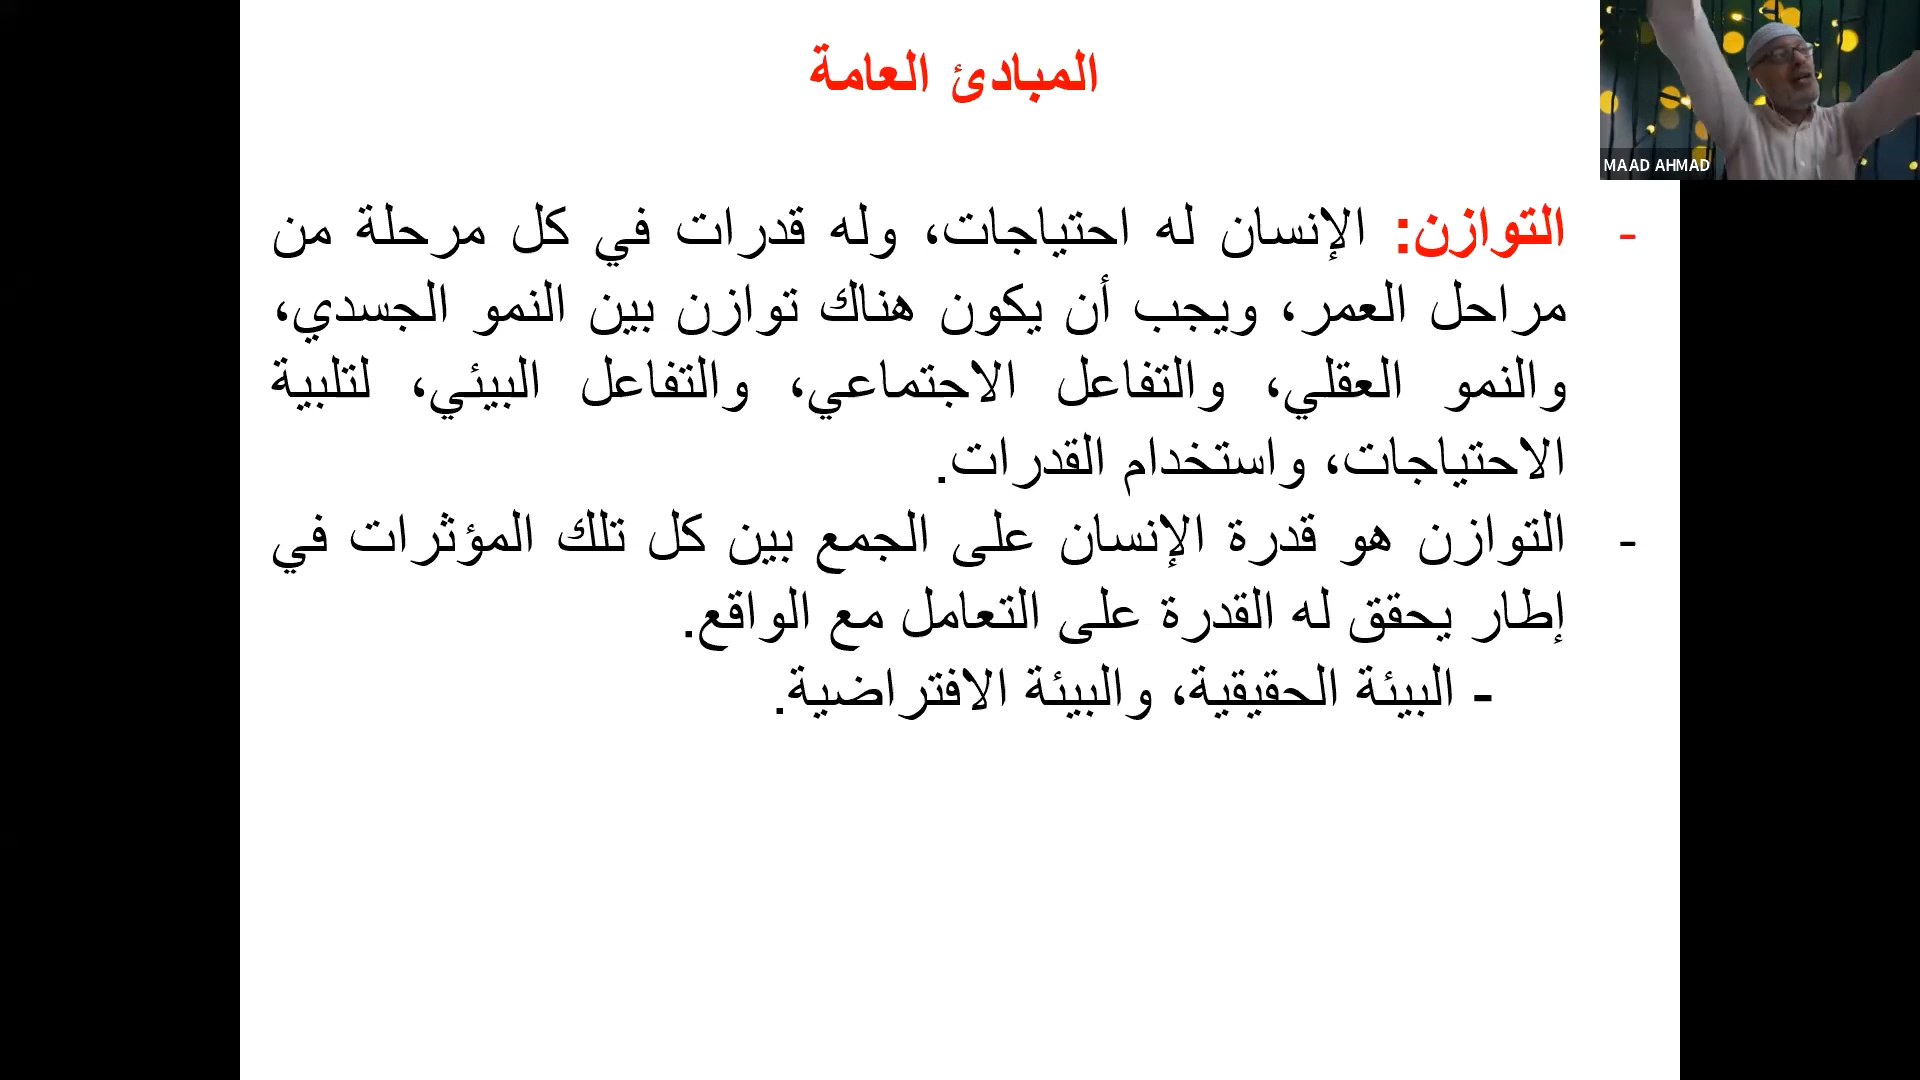 المبادئ العامة
MAAD AHMAD
- التوازن: الإنسان له احتياجات، وله قدرات في كل مرحلة من
مراحل العمر، ويجب أن يكون هناك توازن بين النمو الجسدي،
والنمو العقلي، والتفاعل الاجتماعي، والتفاعل البيئي، لتلبية
الاحتياجات، واستخدام القدرات.
- التوازن هو قدرة الإنسان على الجمع بين كل تلك المؤثرات في
إطار يحقق له القدرة على التعامل مع الواقع.
- البيئة الحقيقية، والبيئة الافتراضية.